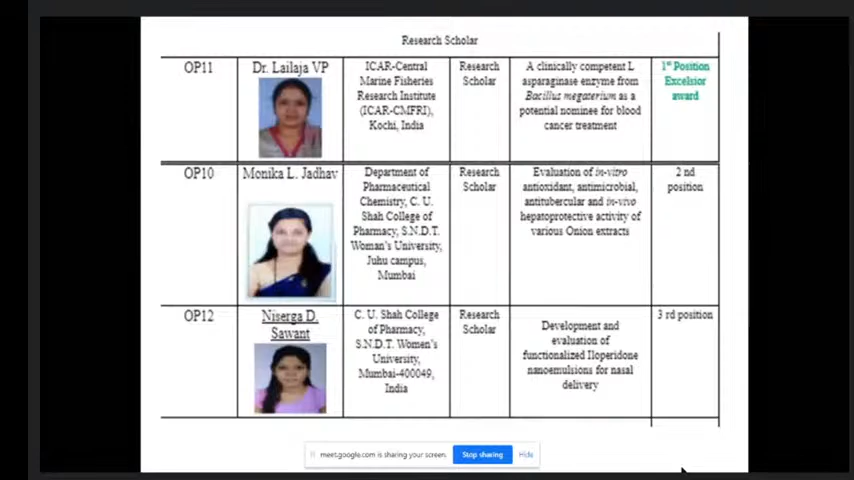 Research Scholar
OP11
Dr. Lailaja VP
ICAR-Central
Marine Fisheries
Research Institute
(ICAR-CMFRI),
Kochi, India
Research
Scholar
A clinically competent L
asparaginase enzyme from
Bacillus megaterium as a
potential nominee for blood
cancer treatment
1st Position
Excelsior
award
OP10
Monika L. Jadhav
Department of
Pharmaceutical
Chemistry, C. U.
Shah College of
Pharmacy, S.N.D.T.
Woman's University,
Juhu campus,
Mumbai
Research
Scholar
Evaluation of in-vitro
antioxidant, antimicrobial,
antitubercular and in-vivo
hepatoprotective activity of
various Onion extracts
2 nd
position
OP12
Niserga D.
Sawant
C. U. Shah College
of Pharmacy,
S.N.D.T. Women's
University,
Mumbai-400049,
India
Research
Scholar
Development and
evaluation of
functionalized Iloperidone
nanoemulsions for nasal
delivery
3 rd position
meet.google.com is sharing your screen.
Stop sharing
Hide